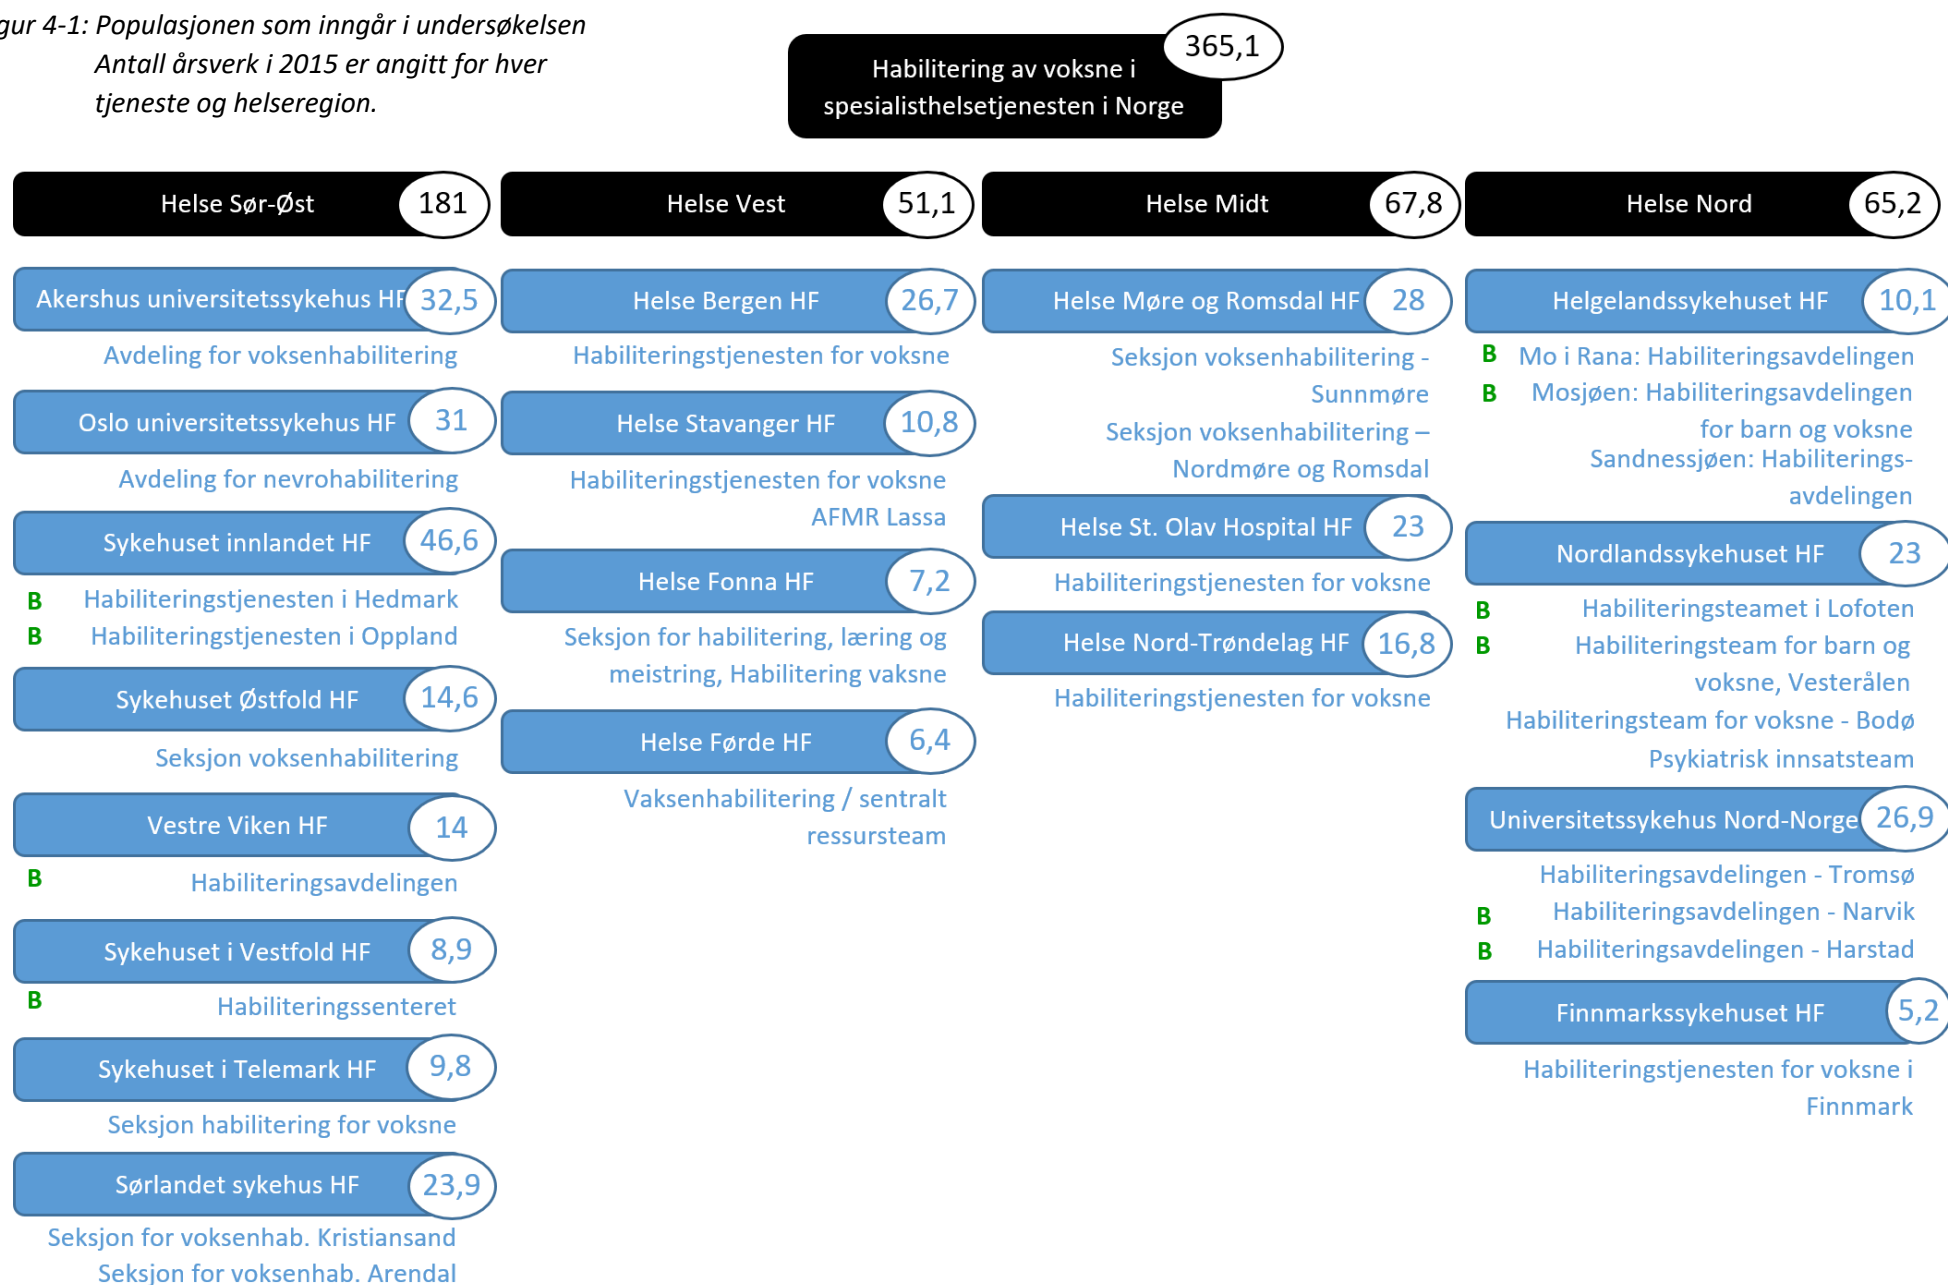 gur 4-1: Populasjonen som inngår i undersøkelsen
Antall årsverk i 2015 er angitt for hver
tjeneste og helseregion.
Habilitering av voksne i
spesialisthelsetjenesten i Norge
365,1
Helse Sør-Øst
181
Akershus universitetssykehus HF
32,5
Avdeling for voksenhabilitering
Oslo universitetssykehus HF
31
Avdeling for nevrohabilitering
Sykehuset innlandet HF
46,6
B Habiliteringstjenesten i Hedmark
B Habiliteringstjenesten i Oppland
Sykehuset Østfold HF
14,6
Seksjon voksenhabilitering
Vestre Viken HF
14
B Habiliteringsavdelingen
Sykehuset i Vestfold HF
8,9
B Habiliteringssenteret
Sykehuset i Telemark HF
9,8
Seksjon habilitering for voksne
Sørlandet sykehus HF
23,9
Seksjon for voksenhab. Kristiansand
Seksjon for voksenhab. Arendal
Helse Vest
51,1
Helse Bergen HF
26,7
Habiliteringstjenesten for voksne
Helse Stavanger HF
10,8
Habiliteringstjenesten for voksne
AFMR Lassa
Helse Fonna HF
7,2
Seksjon for habilitering, læring og
meistring, Habilitering vaksne
Helse Førde HF
6,4
Vaksenhabilitering / sentralt
ressursteam
Helse Midt
67,8
Helse Møre og Romsdal HF
28
Seksjon voksenhabilitering -
Sunnmøre
Seksjon voksenhabilitering –
Nordmøre og Romsdal
Helse St. Olav Hospital HF
23
Habiliteringstjenesten for voksne
Helse Nord-Trøndelag HF
16,8
Habiliteringstjenesten for voksne
Helse Nord
65,2
Helgelandssykehuset HF
10,1
B Mo i Rana: Habiliteringsavdelingen
B Mosjøen: Habiliteringsavdelingen
for barn og voksne
Sandnessjøen: Habiliterings-
avdelingen
Nordlandssykehuset HF
23
B Habiliteringsteamet i Lofoten
B Habiliteringsteam for barn og
voksne, Vesterålen
Habiliteringsteam for voksne - Bodø
Psykiatrisk innsatsteam
Universitetssykehus Nord-Norge
26,9
Habiliteringsavdelingen - Tromsø
B Habiliteringsavdelingen - Narvik
B Habiliteringsavdelingen - Harstad
Finnmarkssykehuset HF
5,2
Habiliteringstjenesten for voksne i
Finnmark